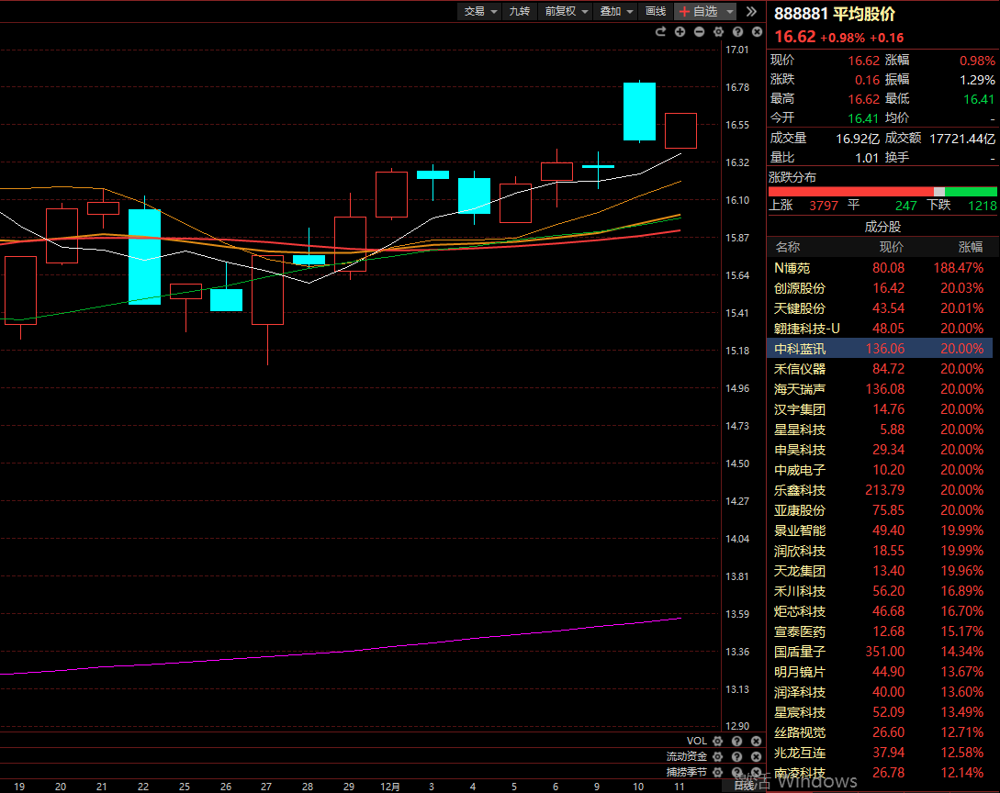 交易 九转 前复权 叠加 画线 +自选
888881 平均股价
16.62 +0.98% +0.16
现价 16.62 涨幅 0.98%
涨跌 0.16 振幅 1.29%
最高 16.62 最低 16.41
今开 16.41 均价 -
成交量 16.92亿 成交额 17721.44亿
量比 1.01 换手 -
涨跌分布
上涨 3797 平 247 下跌 1218
成分股
名称 现价 涨幅
N博苑 80.08 188.47%
创源股份 16.42 20.03%
天键股份 43.54 20.01%
翱捷科技-U 48.05 20.00%
中科蓝讯 136.06 20.00%
禾信仪器 84.72 20.00%
海天瑞声 136.08 20.00%
汉宇集团 14.76 20.00%
星星科技 5.88 20.00%
申昊科技 29.34 20.00%
中威电子 10.20 20.00%
乐鑫科技 213.79 20.00%
亚康股份 75.85 20.00%
景业智能 49.40 19.99%
润欣科技 18.55 19.99%
天龙集团 13.40 19.96%
禾川科技 56.20 16.89%
炬芯科技 46.68 16.70%
宣泰医药 12.68 15.17%
国盾量子 351.00 14.34%
明月镜片 44.90 13.67%
润泽科技 40.00 13.60%
星宸科技 52.09 13.49%
丝路视觉 26.60 12.71%
兆龙互连 37.94 12.58%
南凌科技 26.78 12.14%
17.01
16.78
16.55
16.32
16.10
15.87
15.64
15.41
15.18
14.96
14.73
14.50
14.27
14.04
13.81
13.59
13.36
13.13
12.90
VOL
流动资金
捕捞季节
19 20 21 22 25 26 27 28 29 12月 3 4 5 6 9 10 11 日线
激活 Windows